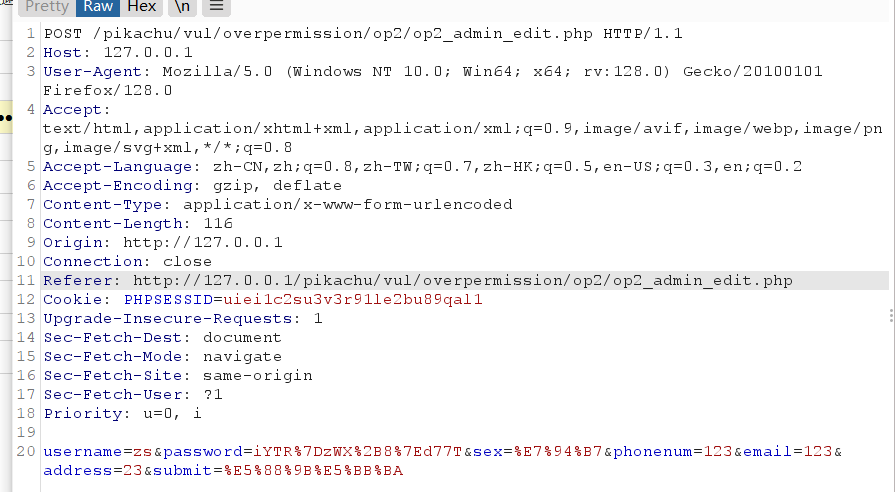 Pretty Raw Hex \n
1 POST /pikachu/vul/overpermission/op2/op2_admin_edit.php HTTP/1.1
2 Host: 127.0.0.1
3 User-Agent: Mozilla/5.0 (Windows NT 10.0; Win64; x64; rv:128.0) Gecko/20100101
Firefox/128.0
4 Accept:
text/html,application/xhtml+xml,application/xml;q=0.9,image/avif,image/webp,image/pn
g,image/svg+xml,*/*;q=0.8
5 Accept-Language: zh-CN,zh;q=0.8,zh-TW;q=0.7,zh-HK;q=0.5,en-US;q=0.3,en;q=0.2
6 Accept-Encoding: gzip, deflate
7 Content-Type: application/x-www-form-urlencoded
8 Content-Length: 116
9 Origin: http://127.0.0.1
10 Connection: close
11 Referer: http://127.0.0.1/pikachu/vul/overpermission/op2/op2_admin_edit.php
12 Cookie: PHPSESSID=uiei1c2su3v3r91le2bu89qal1
13 Upgrade-Insecure-Requests: 1
14 Sec-Fetch-Dest: document
15 Sec-Fetch-Mode: navigate
16 Sec-Fetch-Site: same-origin
17 Sec-Fetch-User: ?1
18 Priority: u=0, i
19
20 username=zs&password=iYTR%7DzWX%2B8%7Ed77T&sex=%E7%94%B7&phonenum=123&email=123&
address=23&submit=%E5%88%9B%E5%BB%BA